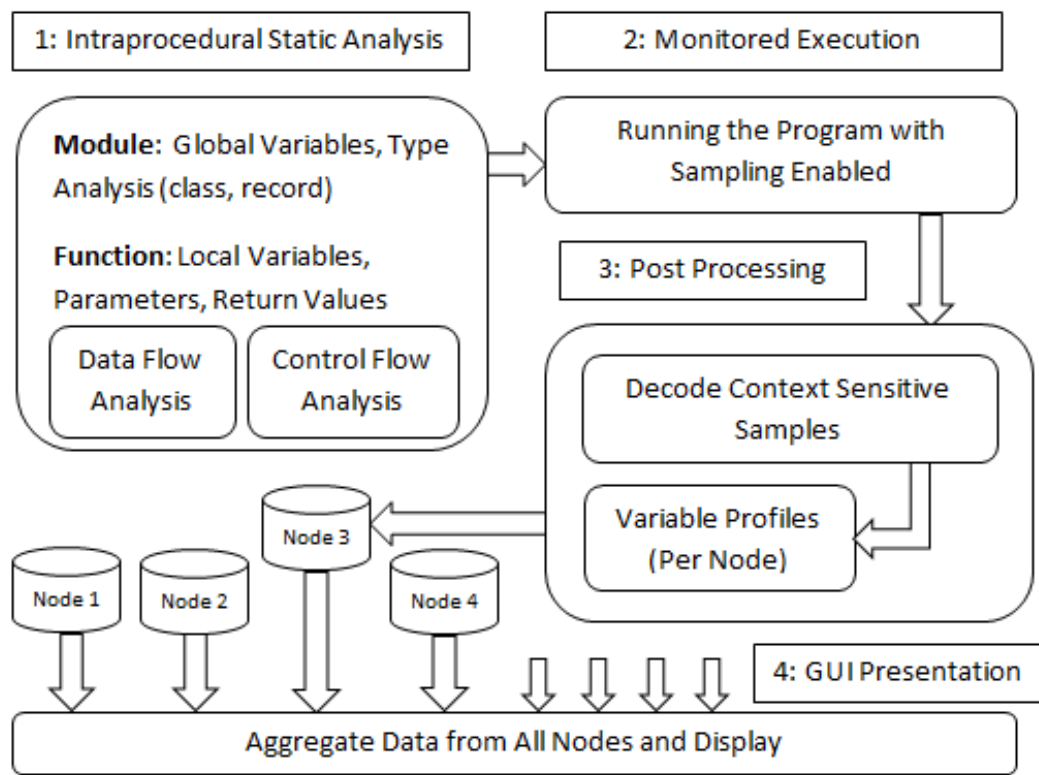 1: Intraprocedural Static Analysis
2: Monitored Execution
Module: Global Variables, Type
Analysis (class, record)
Function: Local Variables,
Parameters, Return Values
Data Flow
Analysis
Control Flow
Analysis
Running the Program with
Sampling Enabled
3: Post Processing
Decode Context Sensitive
Samples
Variable Profiles
(Per Node)
Node 3
Node 1
Node 2
Node 4
4: GUI Presentation
Aggregate Data from All Nodes and Display